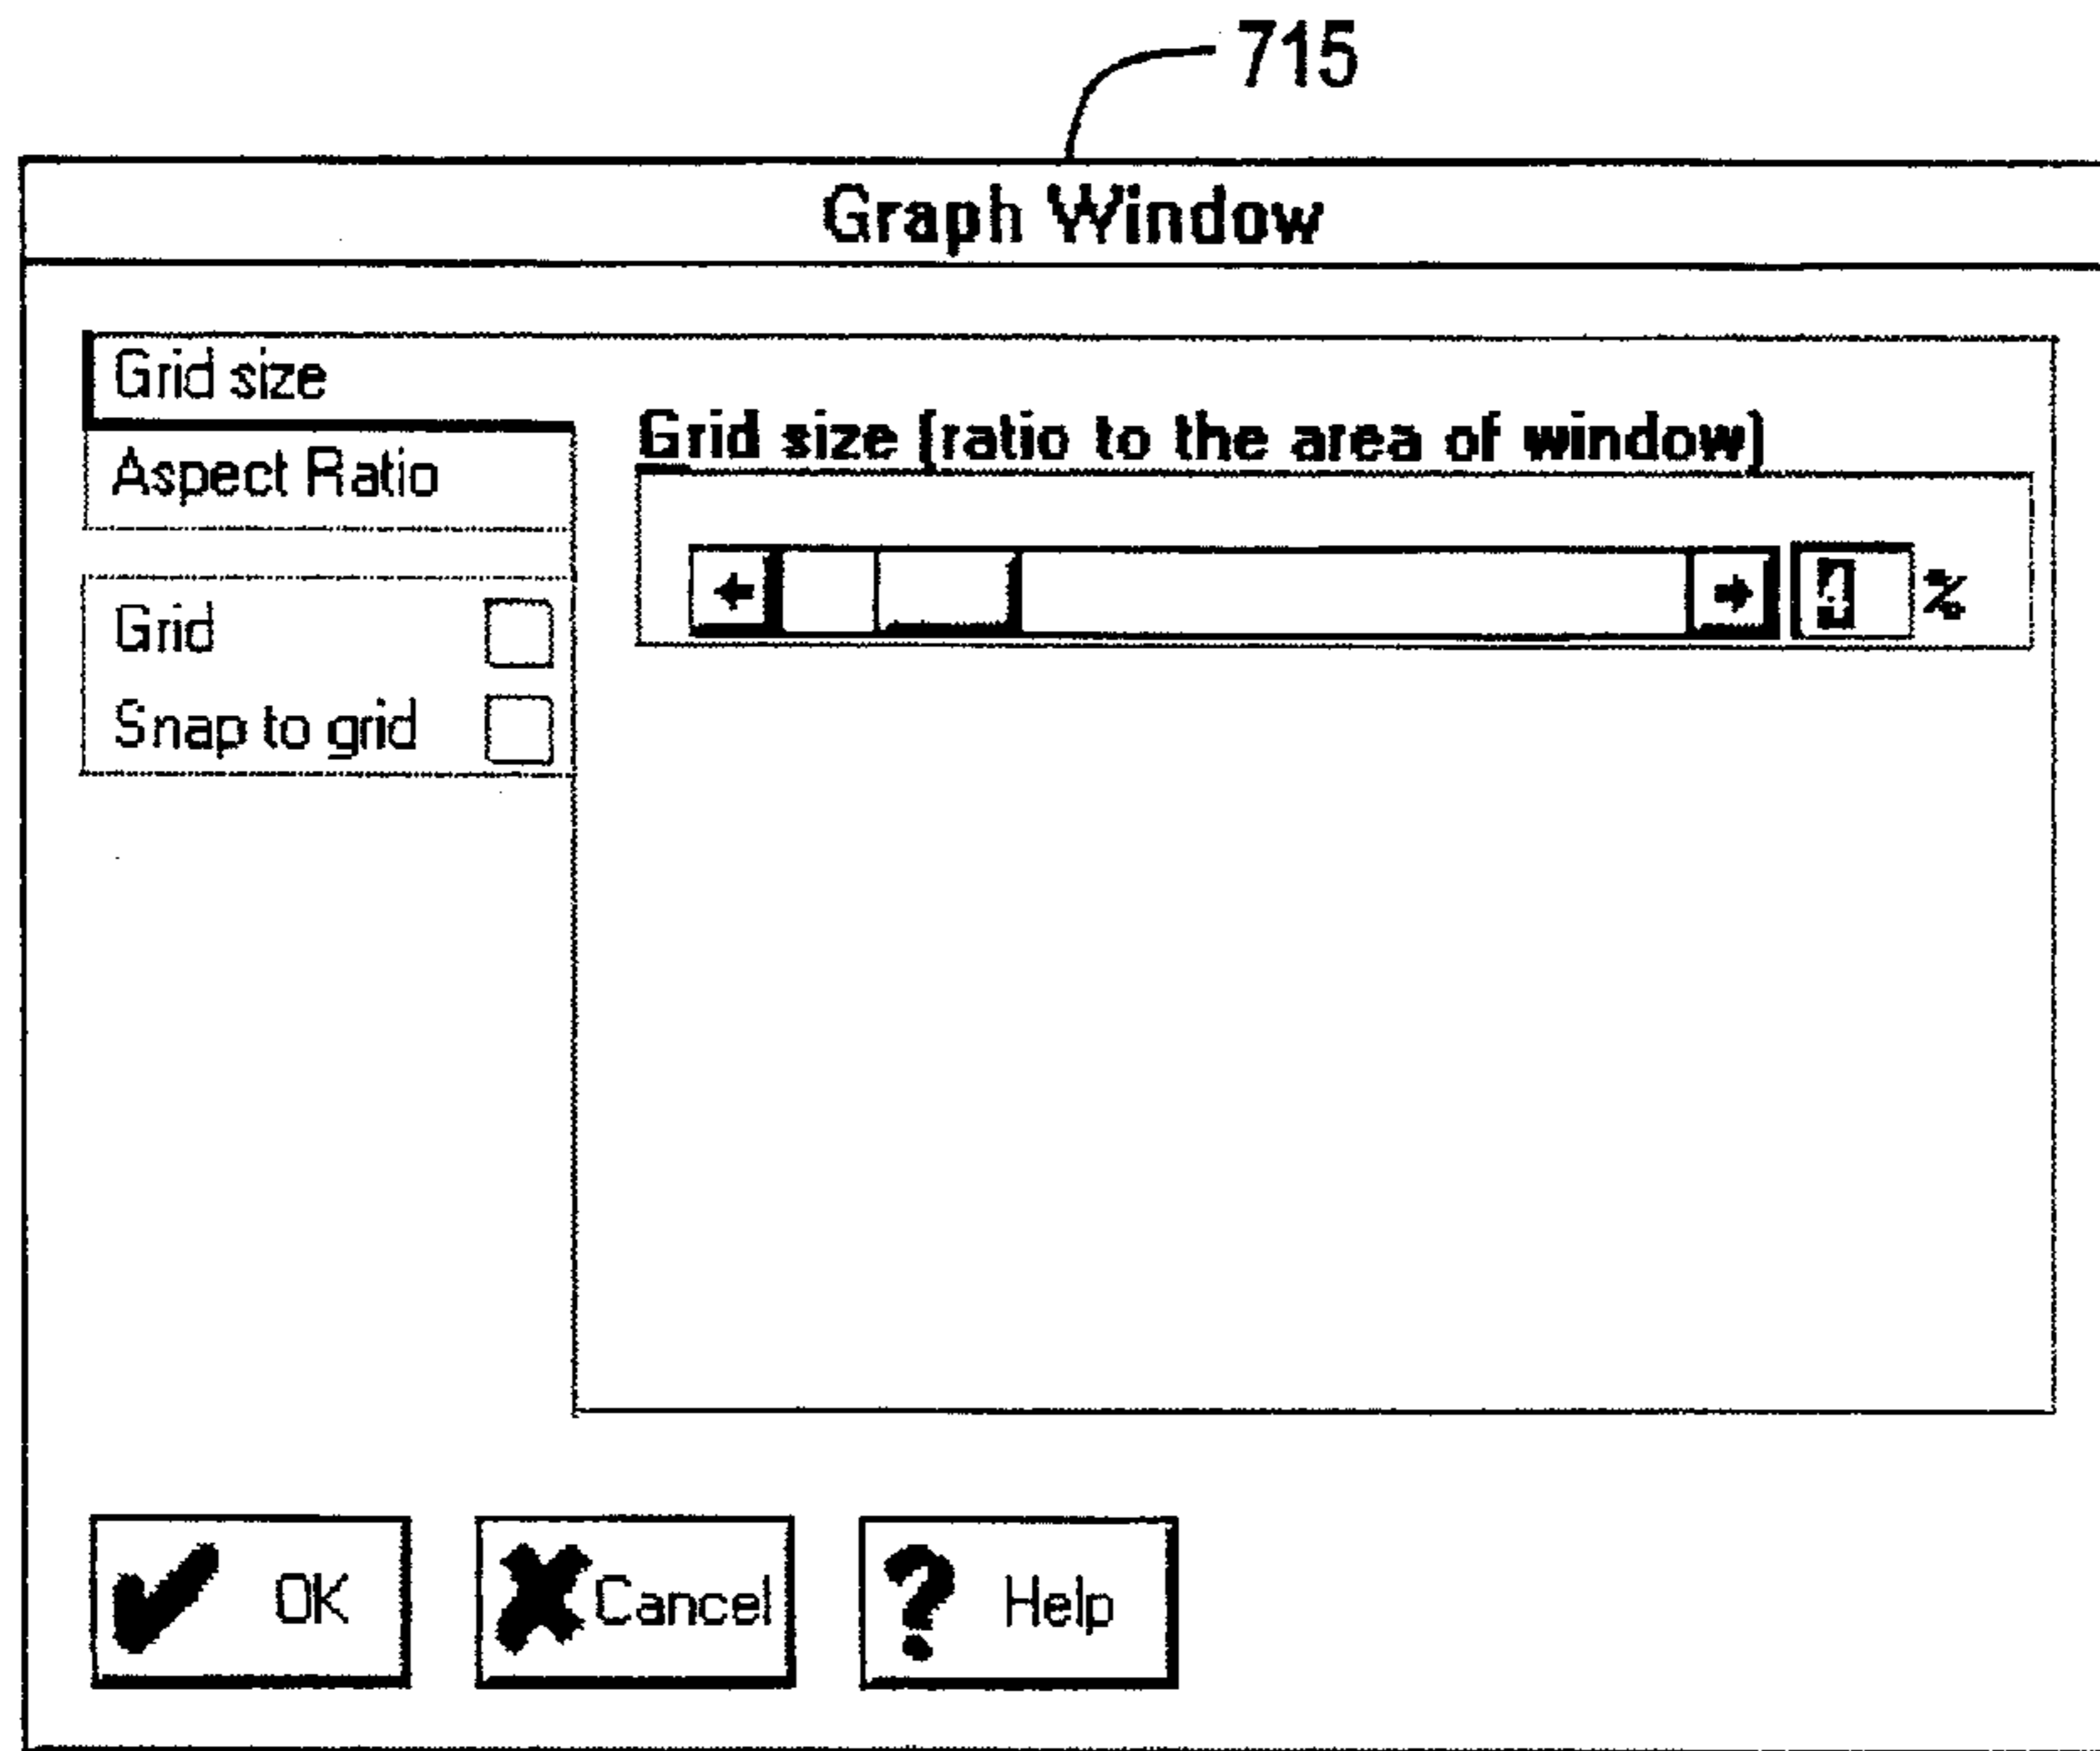 715
Graph Window
Grid size
Aspect Ratio
Grid
Snap to grid
Grid size (ratio to the area of window)
%
OK
Cancel
Help